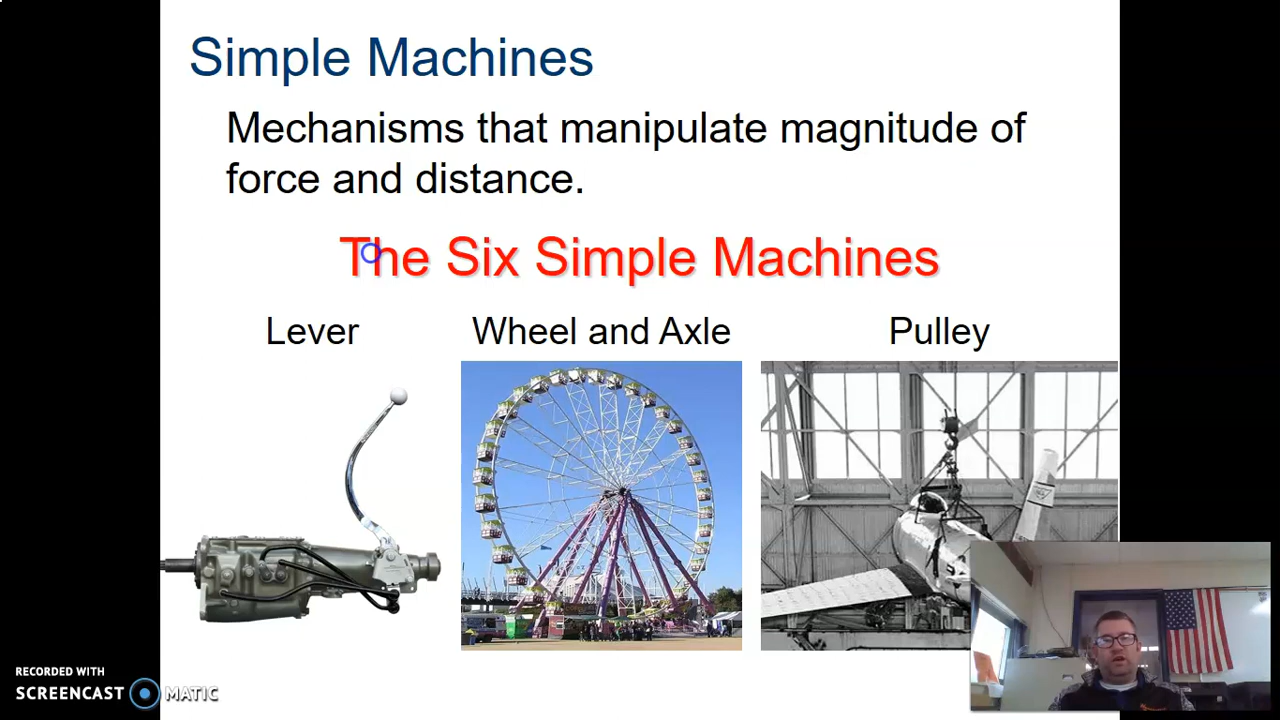 Simple Machines
Mechanisms that manipulate magnitude of
force and distance.
The Six Simple Machines
Lever
Wheel and Axle
Pulley
RECORDED WITH
SCREENCAST MATIC